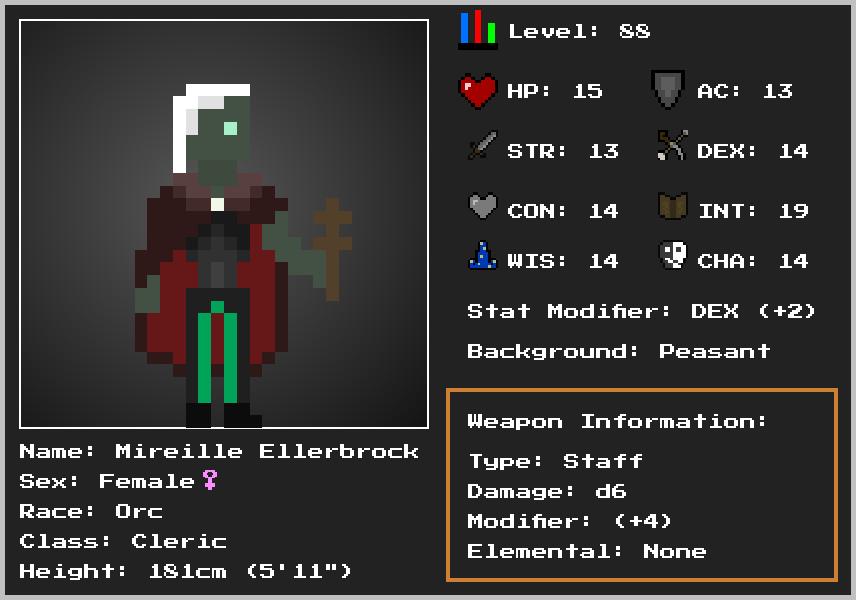 Level: 88
HP: 15
AC: 13
STR: 13
DEX: 14
CON: 14
INT: 19
WIS: 14
CHA: 14
Stat Modifier: DEX (+2)
Background: Peasant
Weapon Information:
Type: Staff
Damage: d6
Modifier: (+4)
Elemental: None
Name: Mireille Ellerbrock
Sex: Female♀
Race: Orc
Class: Cleric
Height: 181cm (5'11")